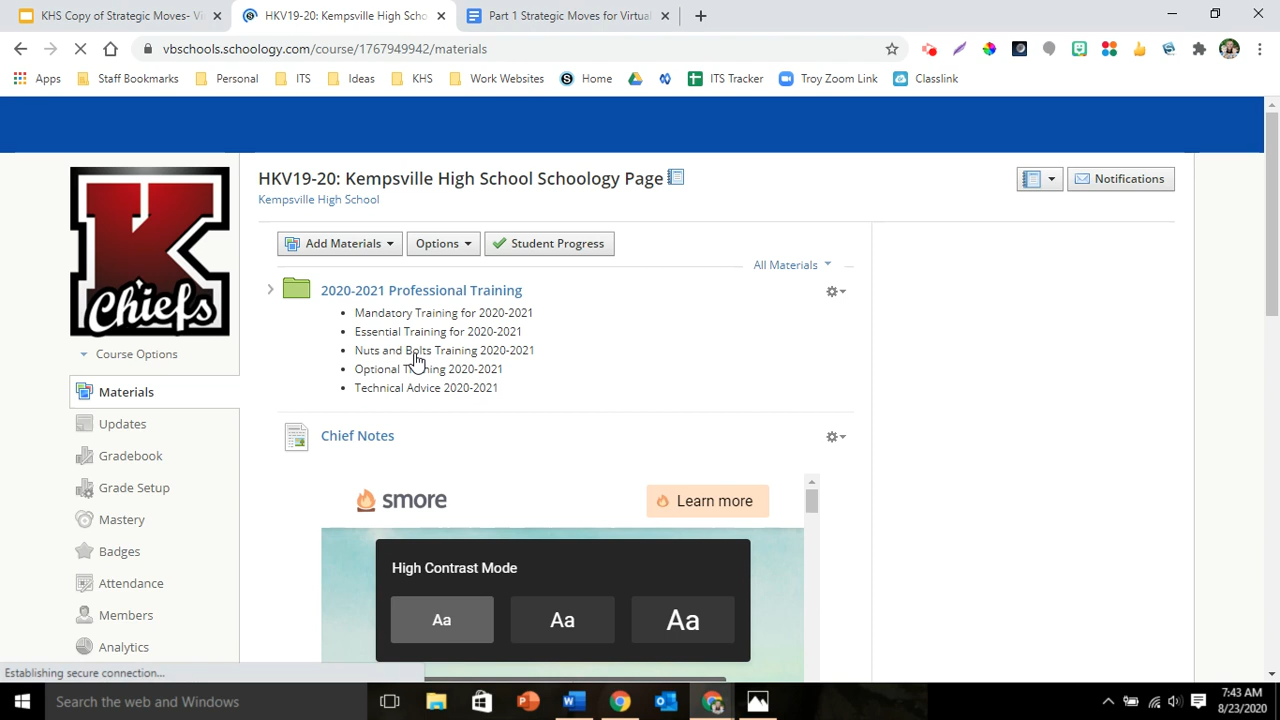 KHS Copy of Strategic Moves- Vi
HKV19-20: Kempsville High Scho
Part 1 Strategic Moves for Virtual
vbschools.schoology.com/course/1767949942/materials
Apps
Staff Bookmarks
Personal
ITS
Ideas
KHS
Work Websites
Home
ITS Tracker
Troy Zoom Link
Classlink
K
Chiefs
HKV19-20: Kempsville High School Schoology Page
Kempsville High School
Notifications
Add Materials
Options
Student Progress
All Materials
2020-2021 Professional Training
Mandatory Training for 2020-2021
Essential Training for 2020-2021
Nuts and Bolts Training 2020-2021
Optional Training 2020-2021
Technical Advice 2020-2021
Course Options
Materials
Updates
Gradebook
Grade Setup
Mastery
Badges
Attendance
Members
Analytics
Chief Notes
smore
Learn more
High Contrast Mode
Aa
Aa
Aa
Establishing secure connection...
Search the web and Windows
7:43 AM
8/23/2020